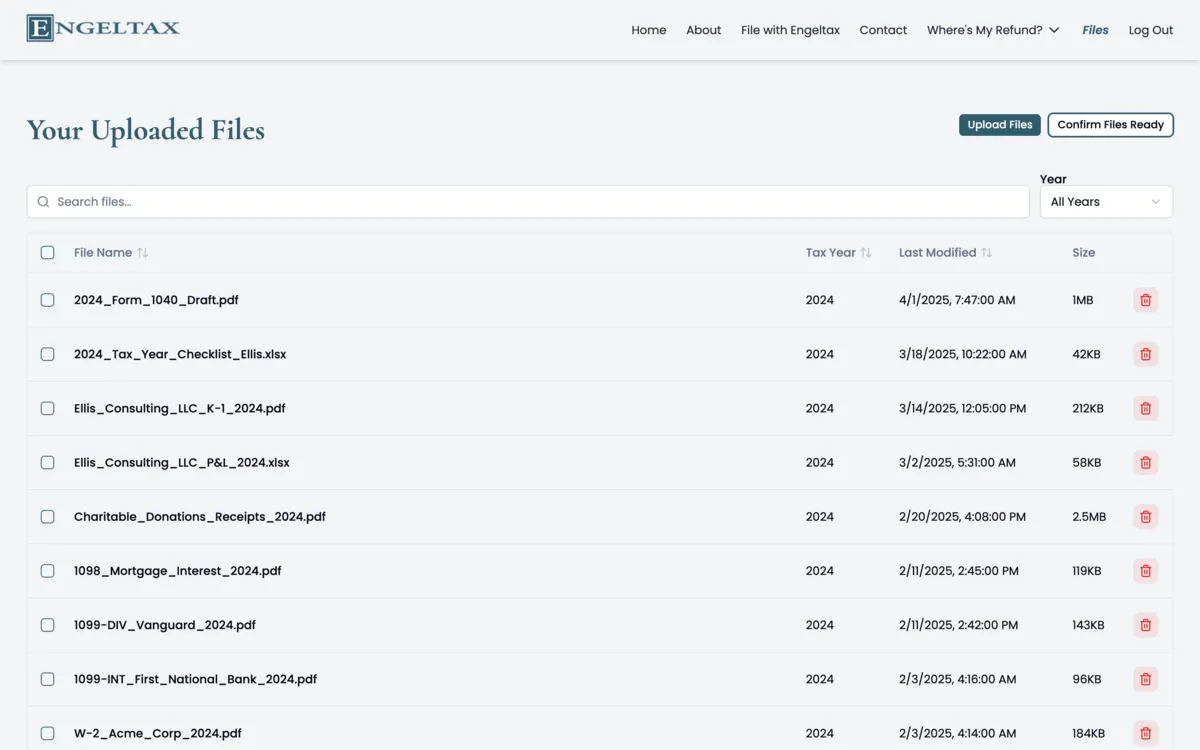 ENGELTAX
Home About File with Engeltax Contact Where's My Refund? Files Log Out
Your Uploaded Files
Upload Files Confirm Files Ready
Year
Search files... All Years
File Name Tax Year Last Modified Size
2024_Form_1040_Draft.pdf 2024 4/1/2025, 7:47:00 AM 1MB
2024_Tax_Year_Checklist_Ellis.xlsx 2024 3/18/2025, 10:22:00 AM 42KB
Ellis_Consulting_LLC_K-1_2024.pdf 2024 3/14/2025, 12:05:00 PM 212KB
Ellis_Consulting_LLC_P&L_2024.xlsx 2024 3/2/2025, 5:31:00 AM 58KB
Charitable_Donations_Receipts_2024.pdf 2024 2/20/2025, 4:08:00 PM 2.5MB
1098_Mortgage_Interest_2024.pdf 2024 2/11/2025, 2:45:00 PM 119KB
1099-DIV_Vanguard_2024.pdf 2024 2/11/2025, 2:42:00 PM 143KB
1099-INT_First_National_Bank_2024.pdf 2024 2/3/2025, 4:16:00 AM 96KB
W-2_Acme_Corp_2024.pdf 2024 2/3/2025, 4:14:00 AM 184KB